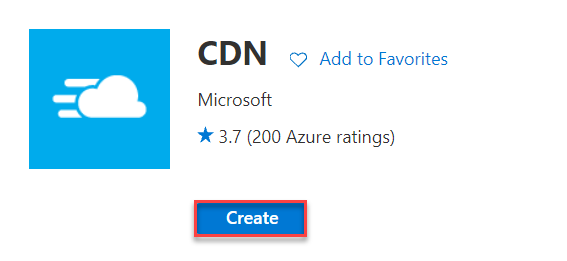 CDN
Add to Favorites
Microsoft
3.7 (200 Azure ratings)
Create